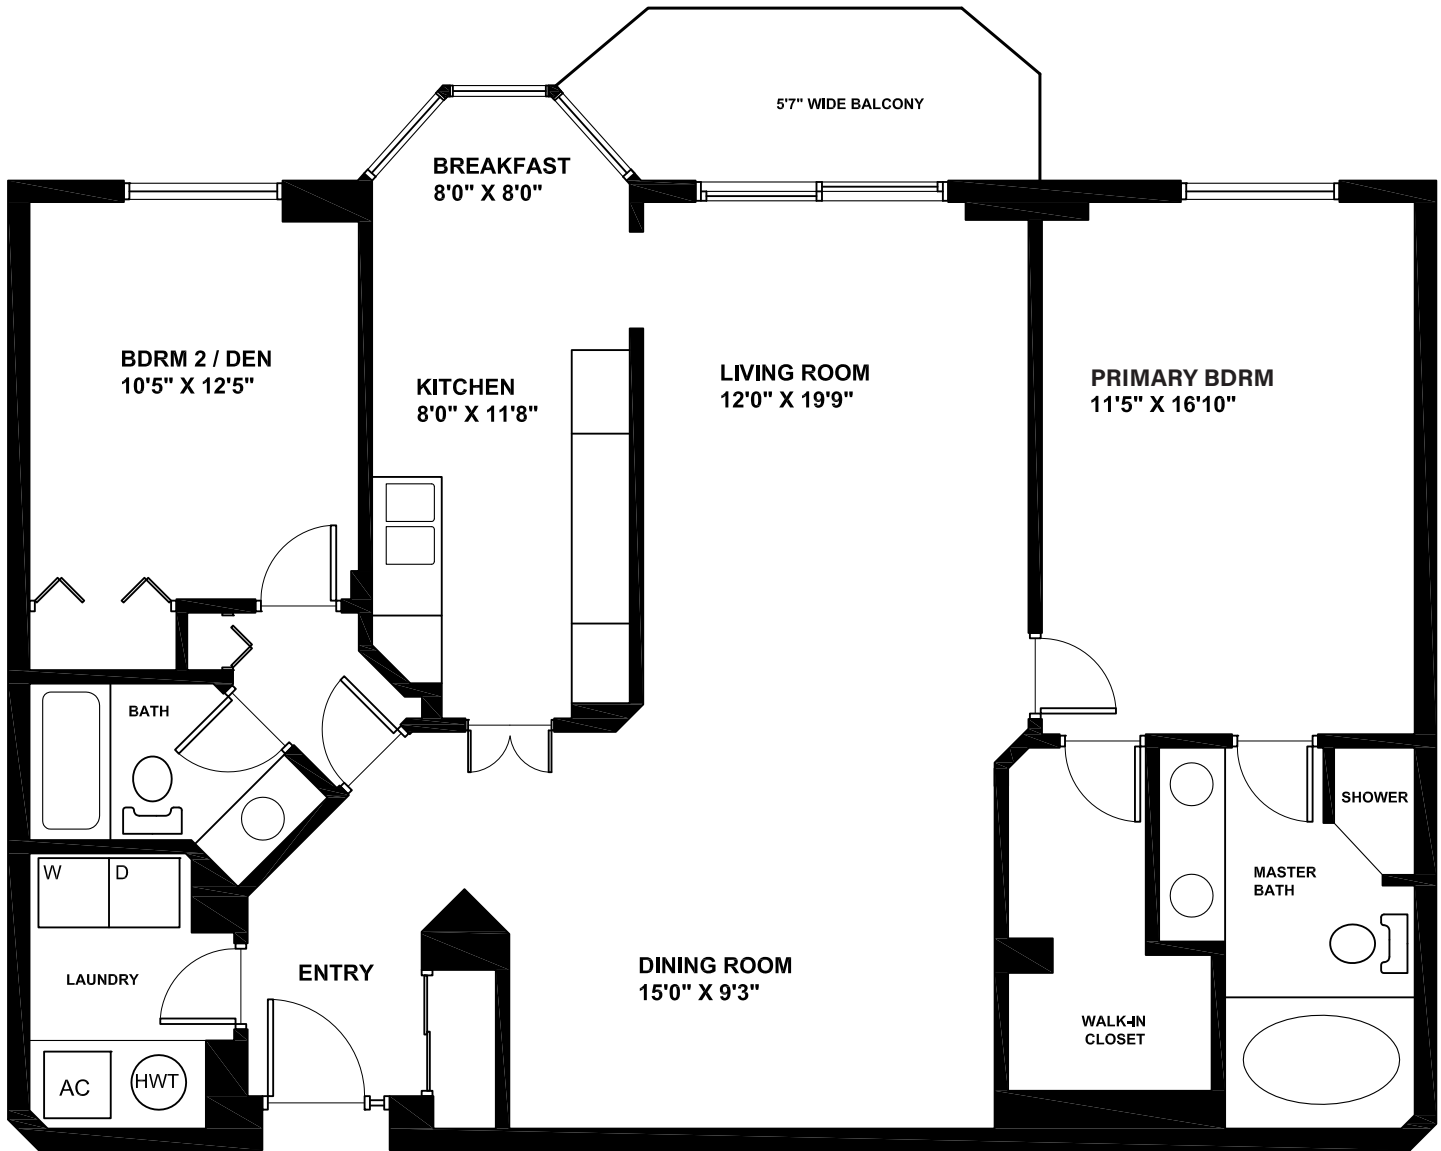 5'7" WIDE BALCONY
BREAKFAST
8'0" X 8'0"
BDRM 2 / DEN
10'5" X 12'5"
KITCHEN
8'0" X 11'8"
LIVING ROOM
12'0" X 19'9"
PRIMARY BDRM
11'5" X 16'10"
BATH
SHOWER
W
D
MASTER
BATH
LAUNDRY
ENTRY
DINING ROOM
15'0" X 9'3"
WALK-IN
CLOSET
AC
HWT